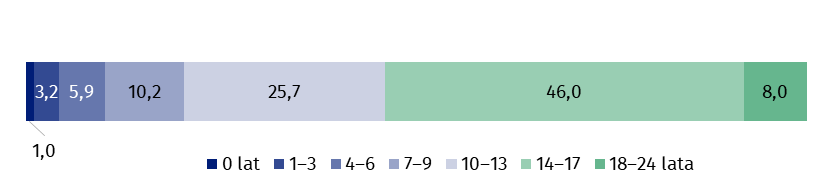 3,2 5,9 10,2 25,7 46,0 8,0
1,0
0 lat 1–3 4–6 7–9 10–13 14–17 18–24 lata